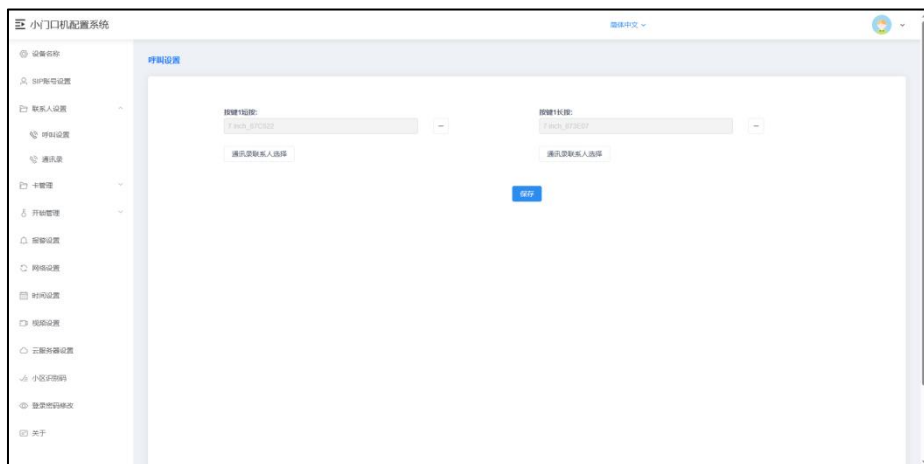 小门口机配置系统
简体中文
设备名称
SIP账号设置
联系人设置
呼叫设置
通讯录
卡管理
开锁管理
报警设置
网络设置
时间设置
视频设置
云服务器设置
小区识别码
登录密码修改
关于
呼叫设置
按键1短按:
按键1长按:
通讯录联系人选择
通讯录联系人选择
保存